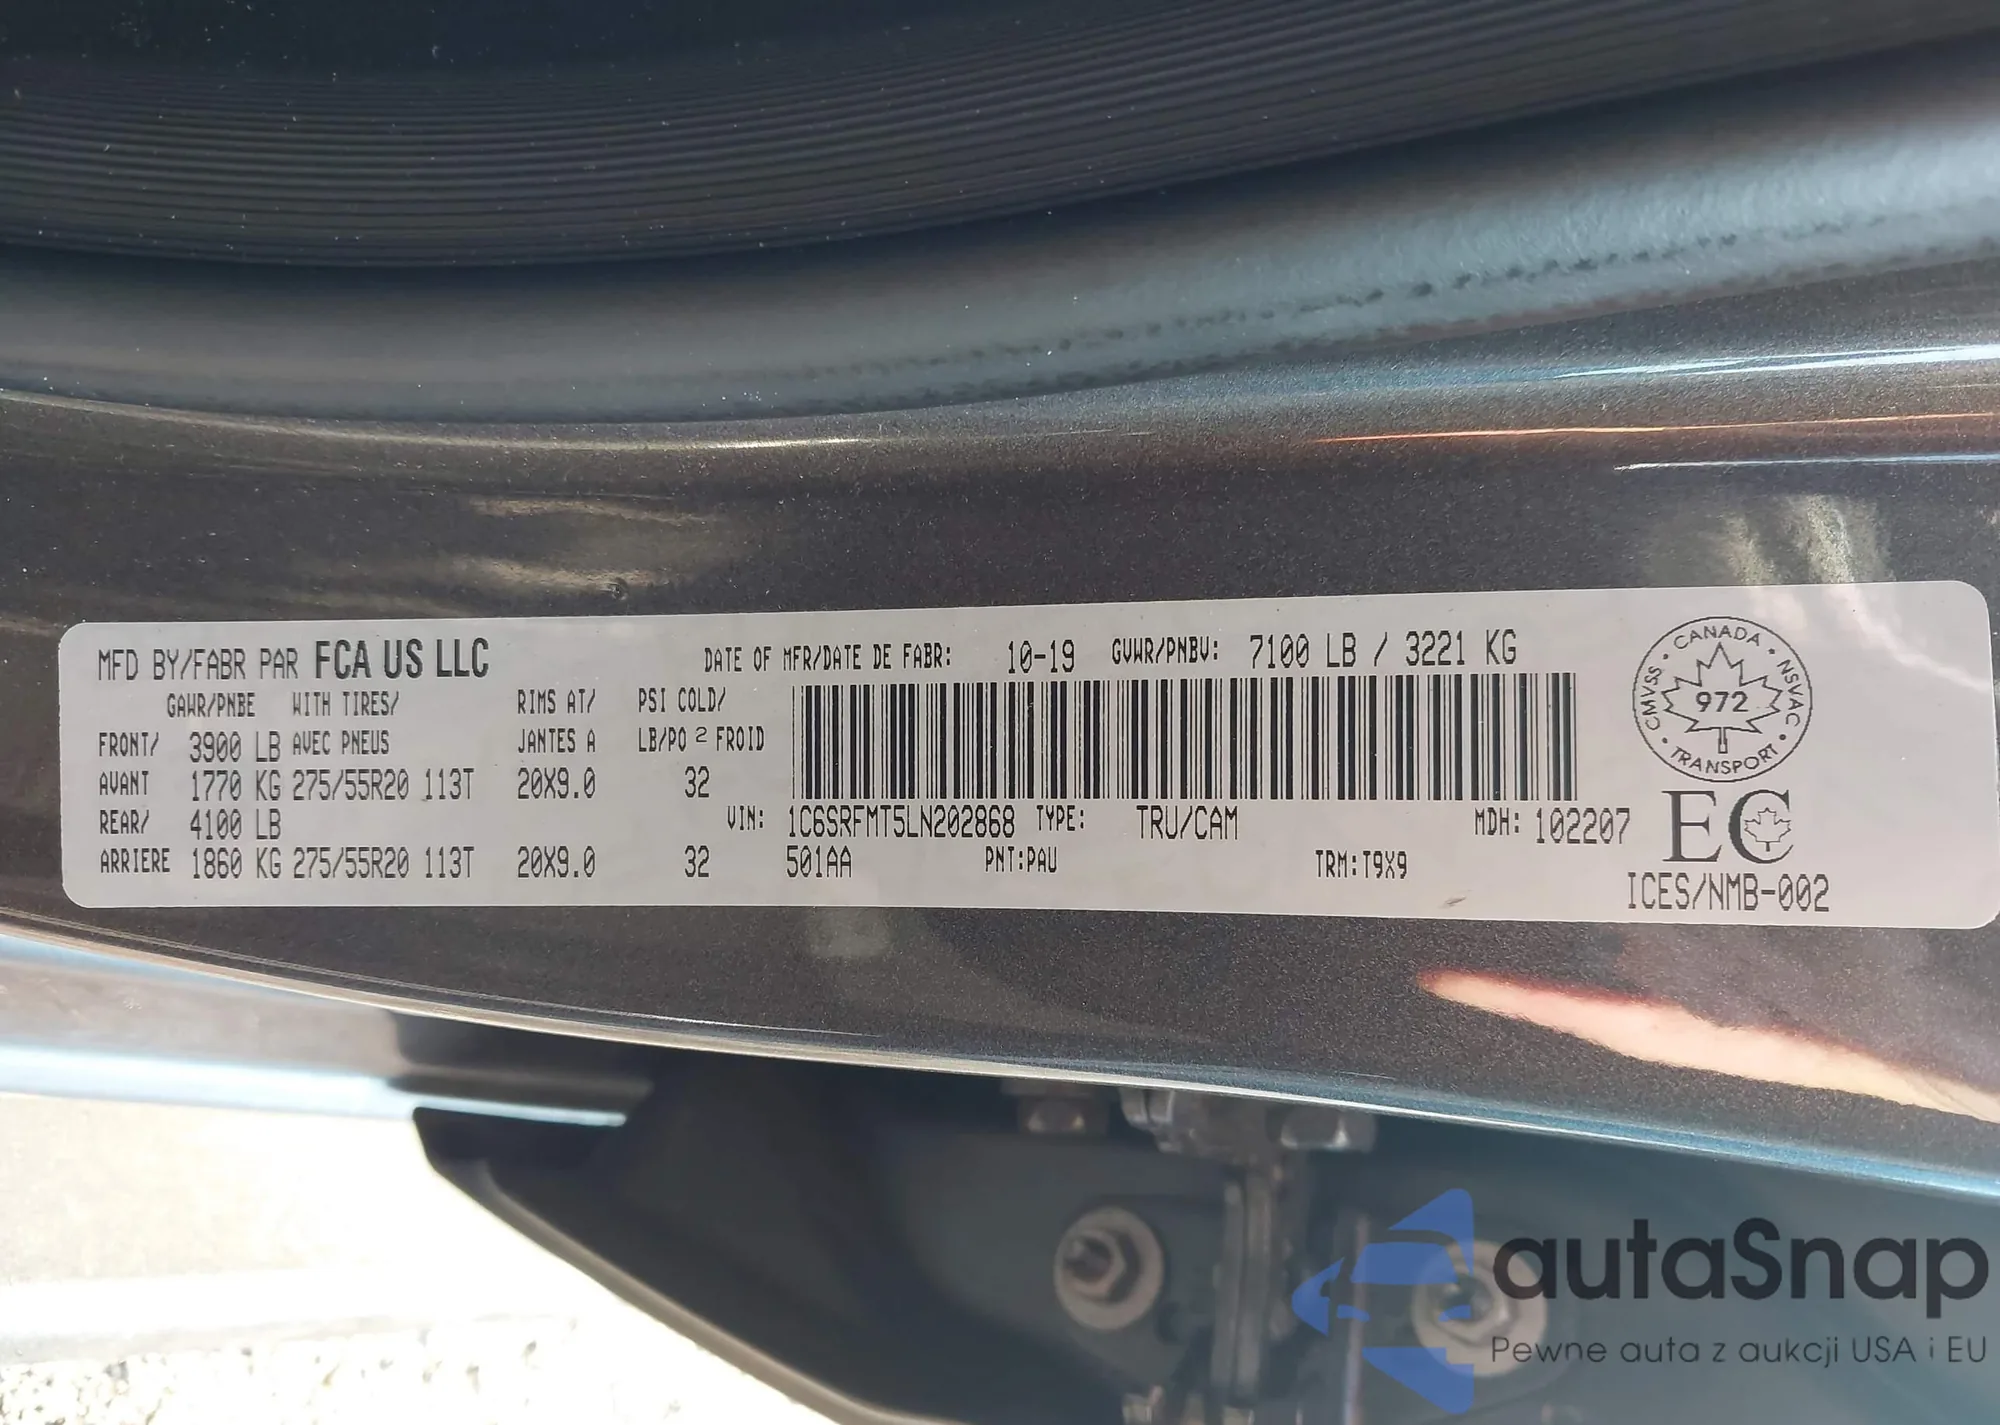 MFD BY/FABR PAR FCA US LLC DATE OF MFR/DATE DE FABR: 10-19 GVWR/PNBV: 7100 LB / 3221 KG
GAWR/PNBE WITH TIRES/ RIMS AT/ PSI COLD/
FRONT/ 3900 LB AVEC PNEUS JANTES A LB/PO 2 FROID
AVANT 1770 KG 275/55R20 113T 20X9.0 32
REAR/ 4100 LB VIN: 1C6SRFMT5LN202868 TYPE: TRU/CAM MDH: 102207
ARRIERE 1860 KG 275/55R20 113T 20X9.0 32 501AA PNT:PAU TRM:T9X9
CMVSS • CANADA • NSVAC • TRANSPORT •
972
EC
ICES/NMB-002
autaSnap
Pewne auta z aukcji USA i EU